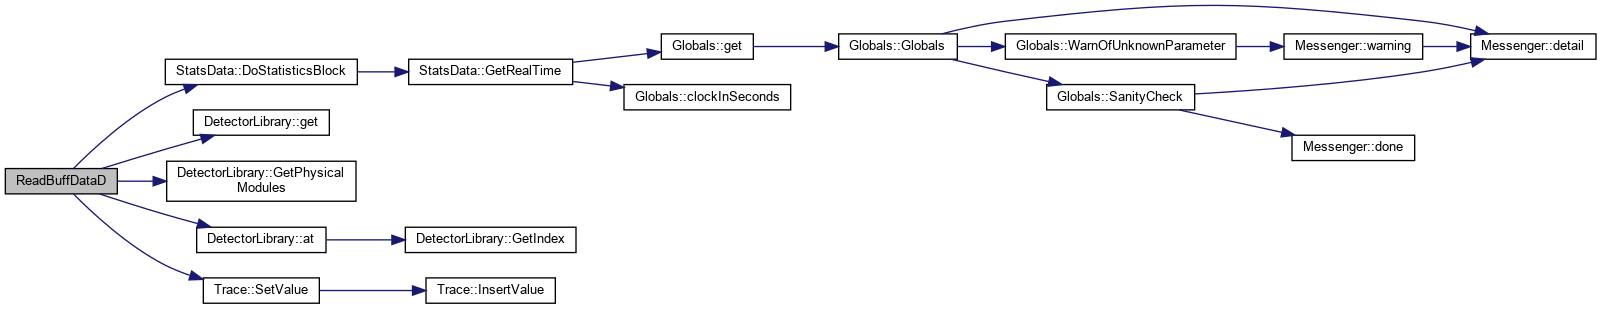 ReadBuffDataD
StatsData::DoStatisticsBlock
StatsData::GetRealTime
Globals::get
Globals::clockInSeconds
Globals::Globals
Globals::WarnOfUnknownParameter
Globals::SanityCheck
Messenger::warning
Messenger::detail
Messenger::done
DetectorLibrary::get
DetectorLibrary::GetPhysical
Modules
DetectorLibrary::at
DetectorLibrary::GetIndex
Trace::SetValue
Trace::InsertValue